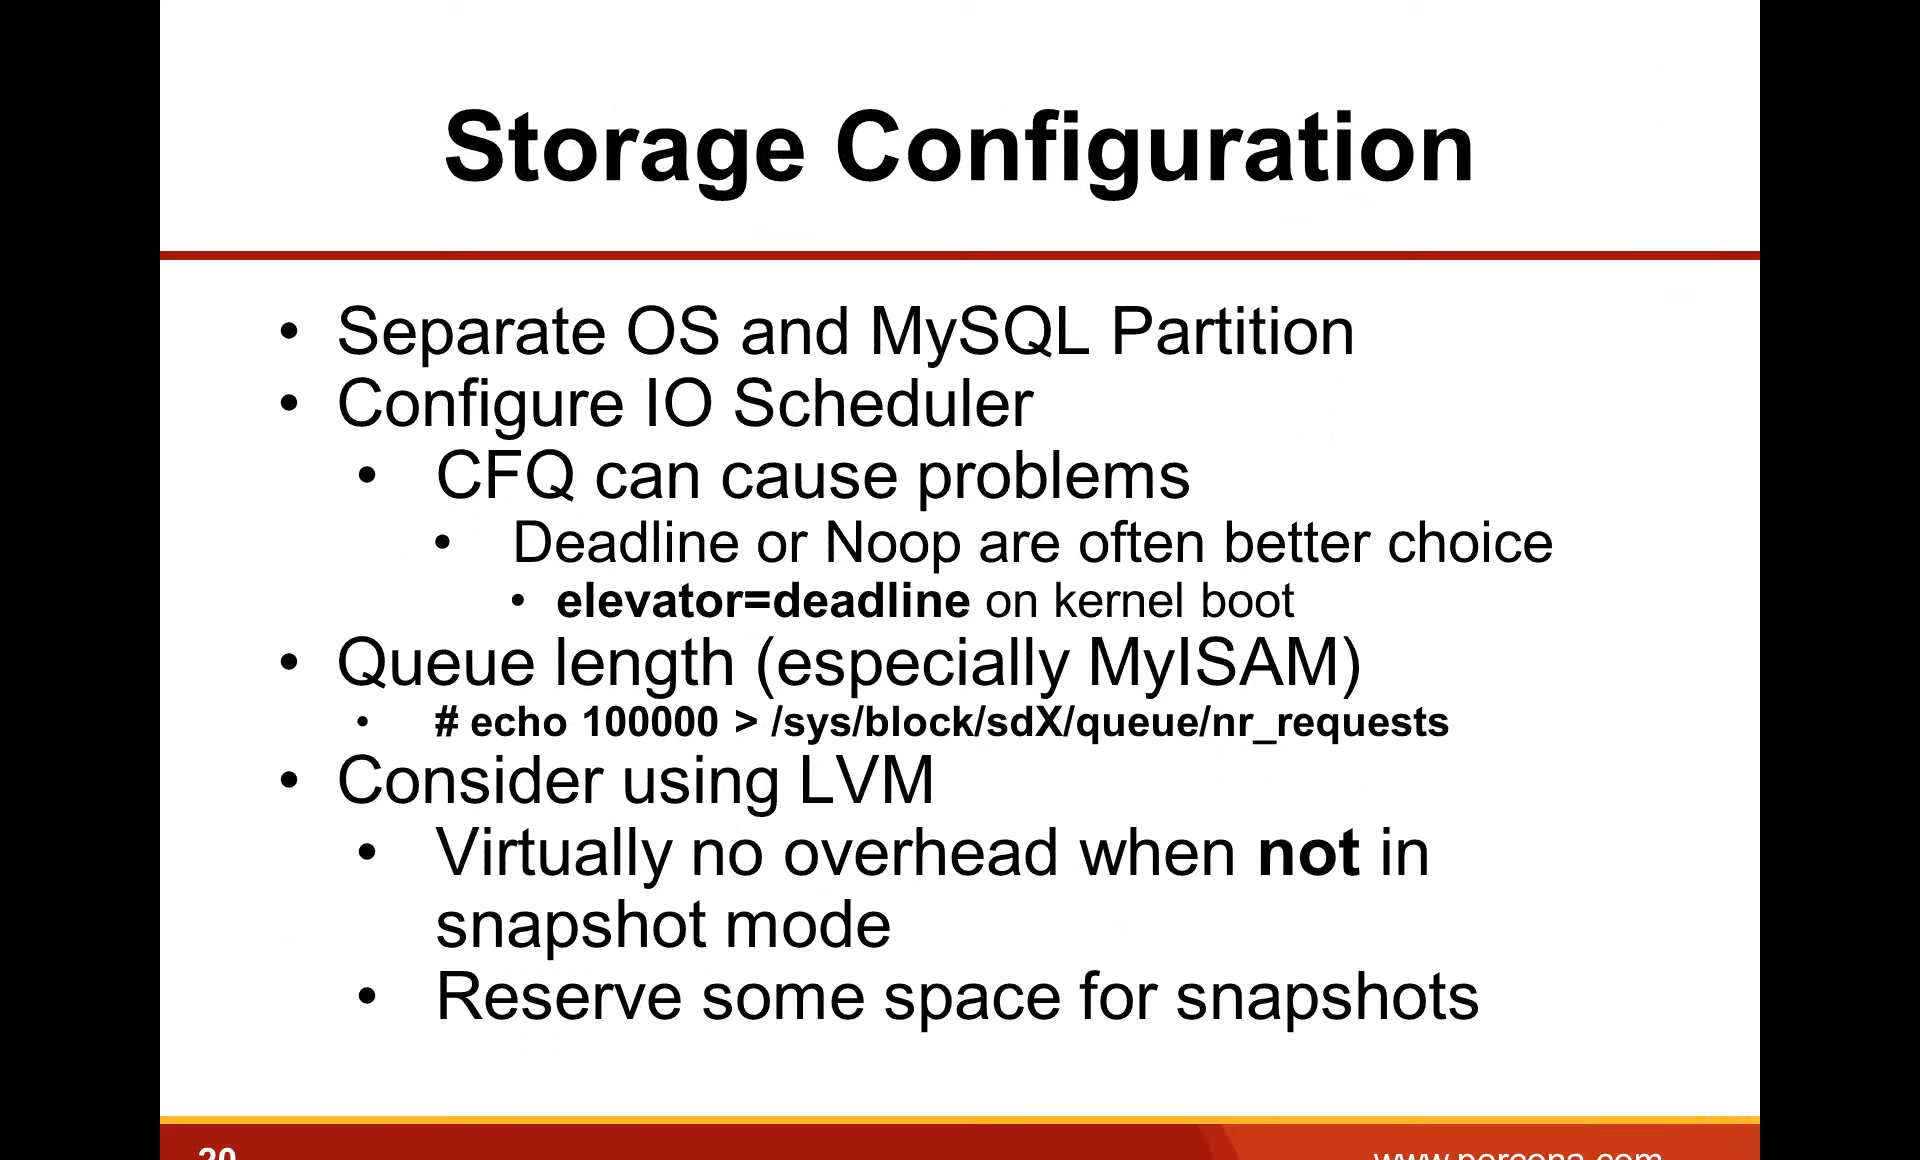 Storage Configuration
• Separate OS and MySQL Partition
• Configure IO Scheduler
• CFQ can cause problems
• Deadline or Noop are often better choice
• elevator=deadline on kernel boot
• Queue length (especially MyISAM)
• # echo 100000 > /sys/block/sdX/queue/nr_requests
• Consider using LVM
• Virtually no overhead when not in
snapshot mode
• Reserve some space for snapshots
20
www.percona.com